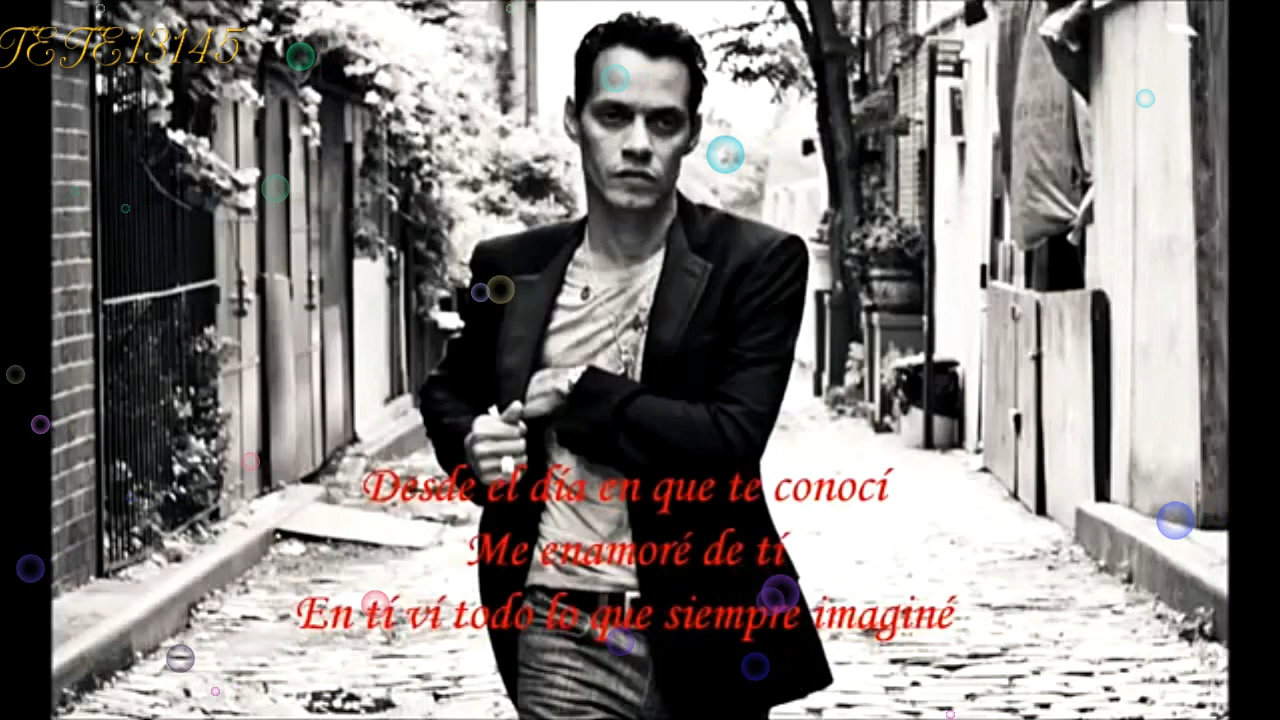 TETE13145
Desde el día en que te conocí
Me enamoré de tí
En tí ví todo lo que siempre imaginé